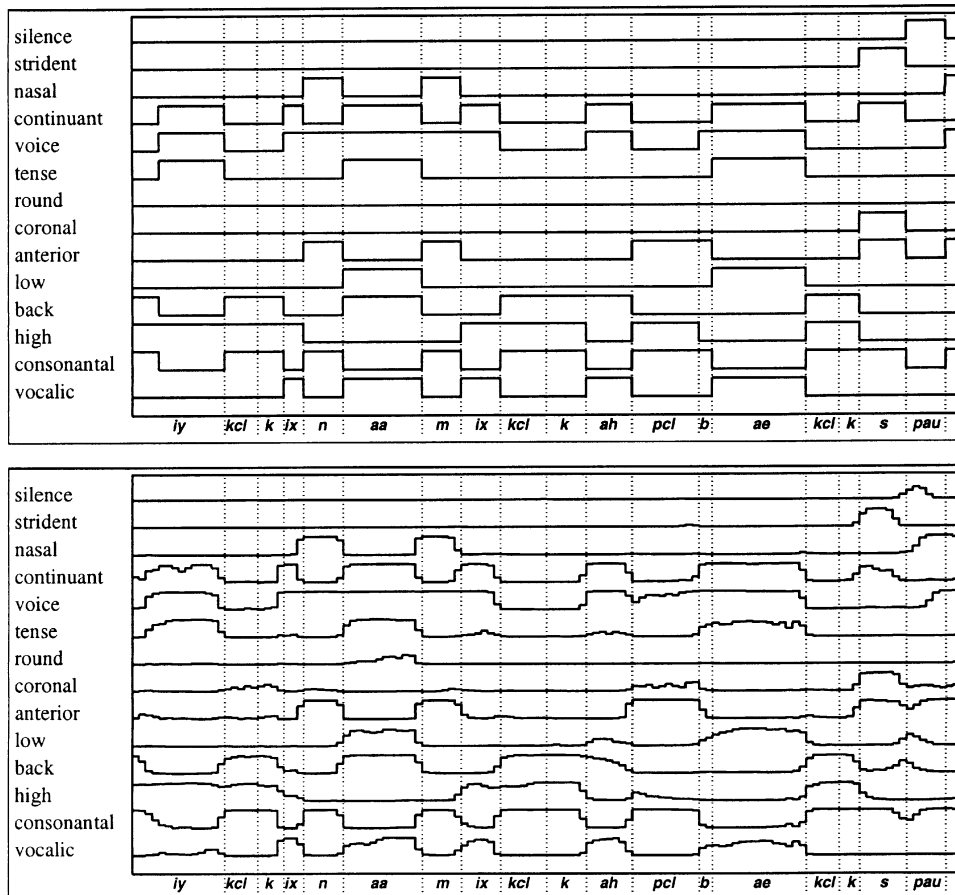 silence
strident
nasal
continuant
voice
tense
round
coronal
anterior
low
back
high
consonantal
vocalic
iy kcl k ix n aa m ix kcl k ah pcl b ae kcl k s pau
silence
strident
nasal
continuant
voice
tense
round
coronal
anterior
low
back
high
consonantal
vocalic
iy kcl k ix n aa m ix kcl k ah pcl b ae kcl k s pau